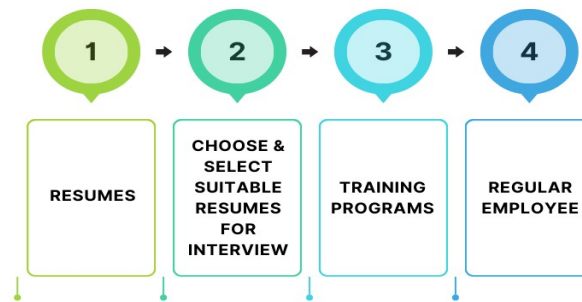 1
2
3
4
RESUMES
CHOOSE &
SELECT
SUITABLE
RESUMES
FOR
INTERVIEW
TRAINING
PROGRAMS
REGULAR
EMPLOYEE